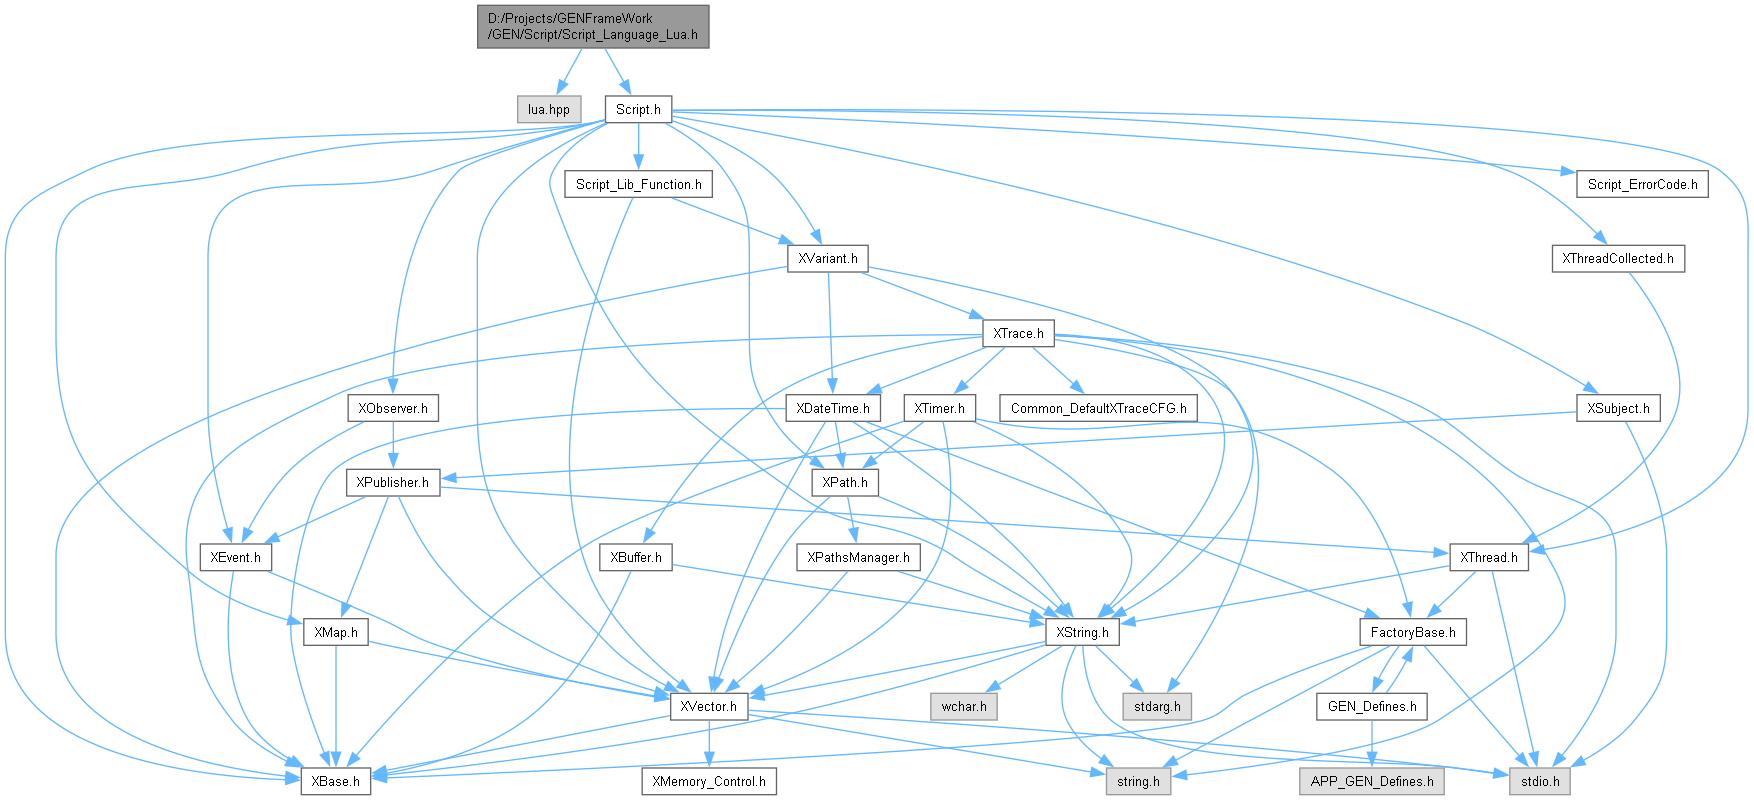 D:/Projects/GENFrameWork
/GEN/Script/Script_Language_Lua.h
lua.hpp
Script.h
Script_Lib_Function.h
Script_ErrorCode.h
XVariant.h
XThreadCollected.h
XTrace.h
XObserver.h
XDateTime.h
XTimer.h
Common_DefaultXTraceCFG.h
XSubject.h
XPublisher.h
XPath.h
XEvent.h
XBuffer.h
XPathsManager.h
XThread.h
XMap.h
XString.h
FactoryBase.h
XVector.h
wchar.h
stdarg.h
GEN_Defines.h
XBase.h
XMemory_Control.h
string.h
APP_GEN_Defines.h
stdio.h